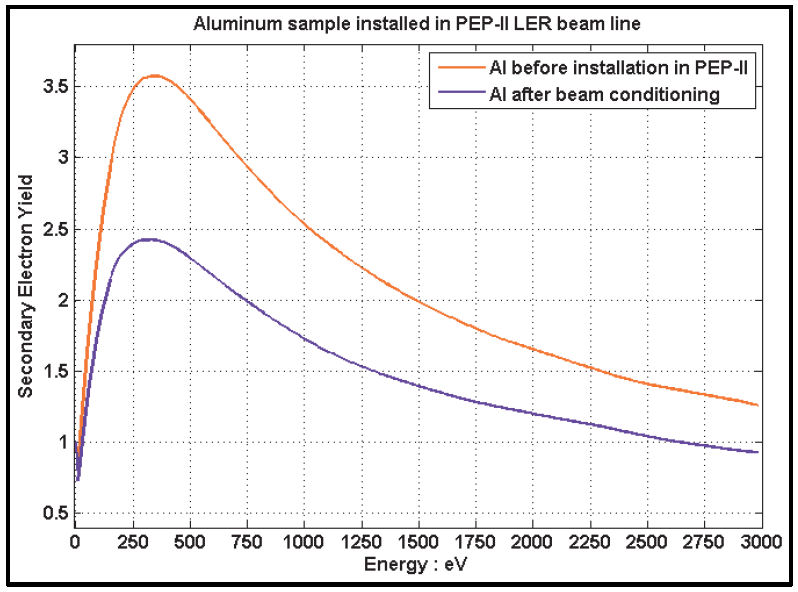 Aluminum sample installed in PEP-II LER beam line
Al before installation in PEP-II
Al after beam conditioning
Secondary Electron Yield
3.5
3
2.5
2
1.5
1
0.5
0 250 500 750 1000 1250 1500 1750 2000 2250 2500 2750 3000
Energy : eV